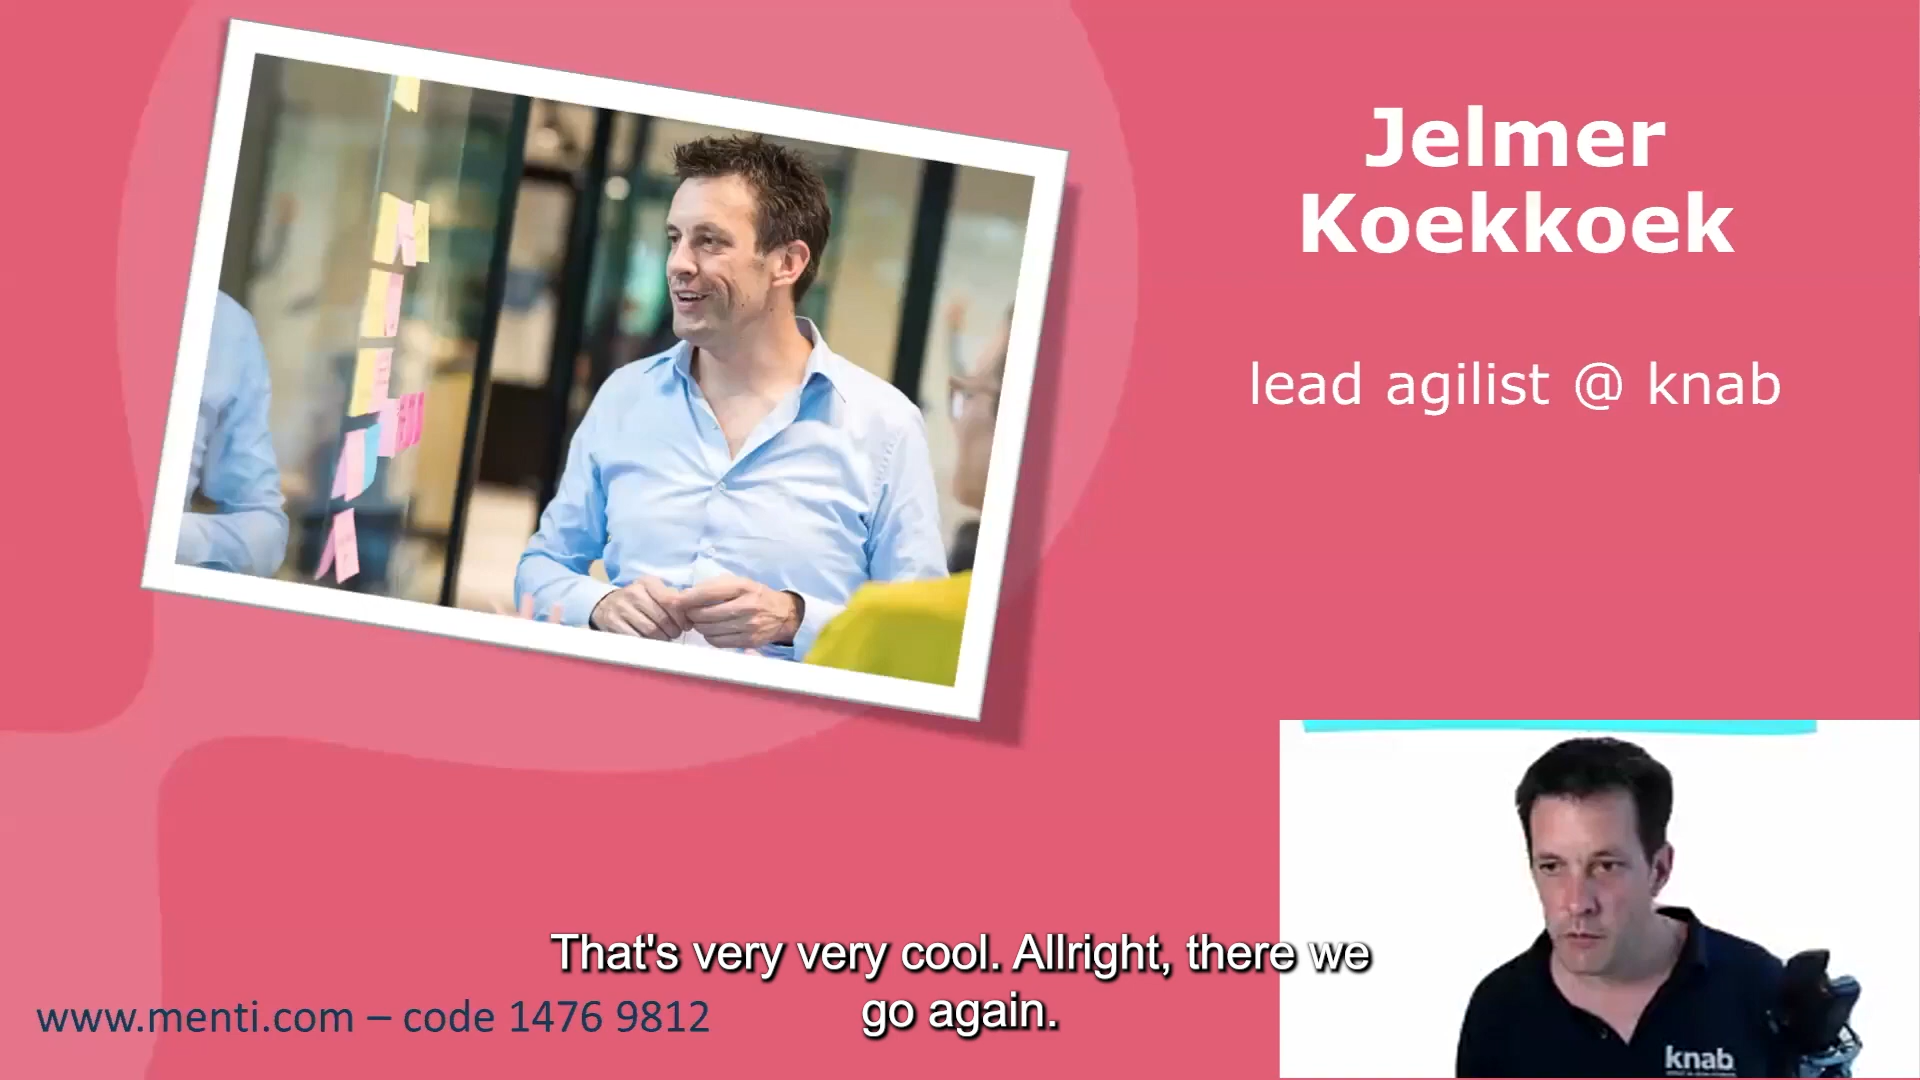 Jelmer
Koekkoek
lead agilist @ knab
That's very very cool. Allright, there we
go again.
www.menti.com – code 1476 9812
knab